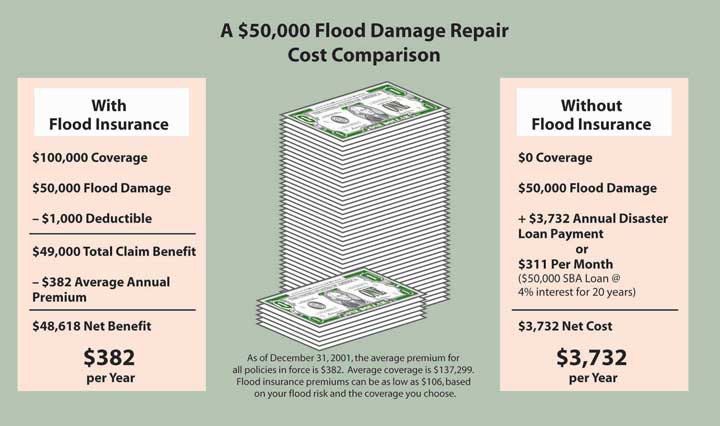 A $50,000 Flood Damage Repair
Cost Comparison
With
Flood Insurance
$100,000 Coverage
$50,000 Flood Damage
– $1,000 Deductible
$49,000 Total Claim Benefit
– $382 Average Annual
Premium
$48,618 Net Benefit
$382
per Year
As of December 31, 2001, the average premium for
all policies in force is $382. Average coverage is $137,299.
Flood insurance premiums can be as low as $106, based
on your flood risk and the coverage you choose.
Without
Flood Insurance
$0 Coverage
$50,000 Flood Damage
+ $3,732 Annual Disaster
Loan Payment
or
$311 Per Month
($50,000 SBA Loan @
4% interest for 20 years)
$3,732 Net Cost
$3,732
per Year